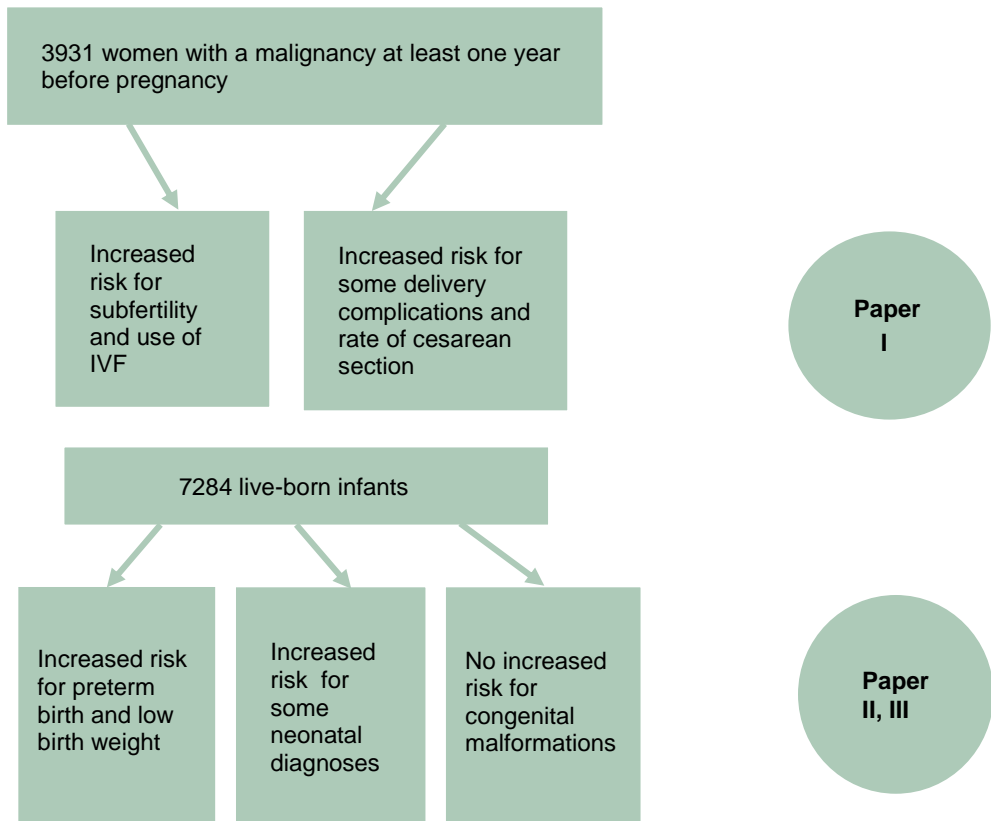 3931 women with a malignancy at least one year
before pregnancy
Increased
risk for
subfertility
and use of
IVF
Increased risk for
some delivery
complications and
rate of cesarean
section
Paper
I
7284 live-born infants
Increased risk
for preterm
birth and low
birth weight
Increased
risk for
some
neonatal
diagnoses
No increased
risk for
congenital
malformations
Paper
II, III